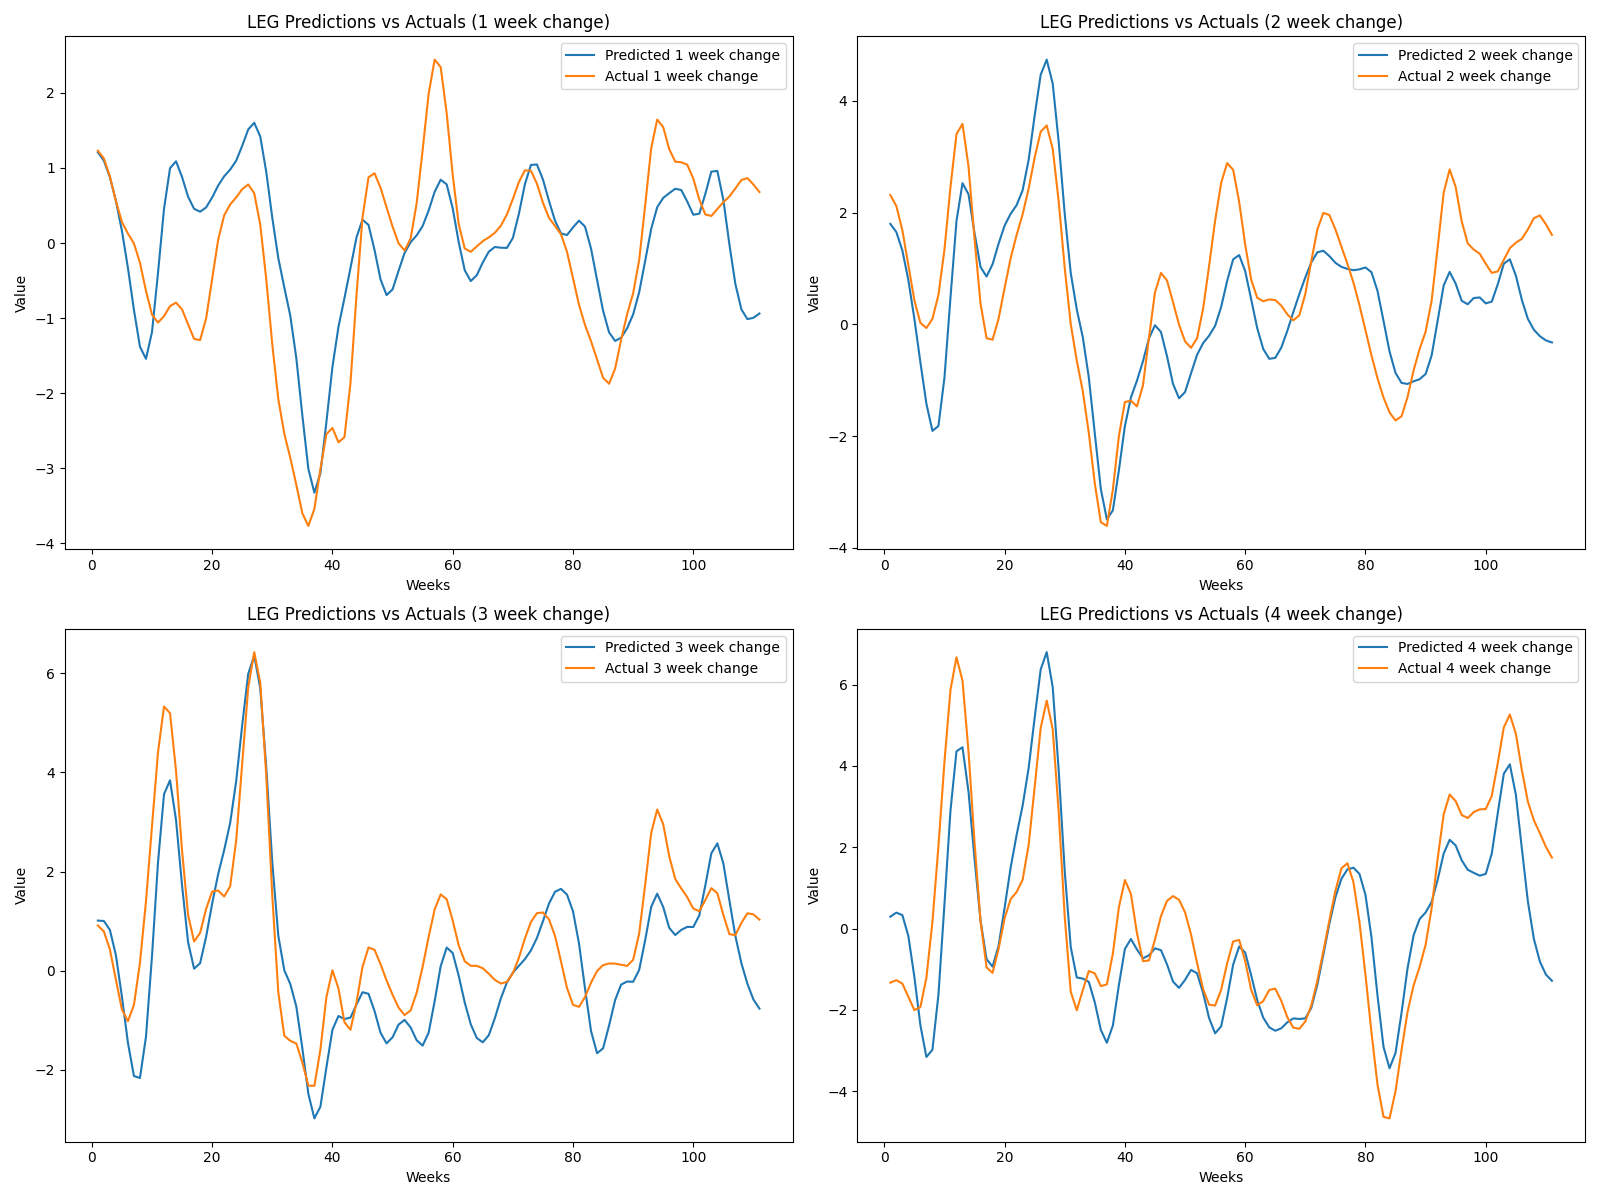 LEG Predictions vs Actuals (1 week change)
Predicted 1 week change
Actual 1 week change
Value
2
1
0
−1
−2
−3
−4
0 20 40 60 80 100
Weeks
LEG Predictions vs Actuals (2 week change)
Predicted 2 week change
Actual 2 week change
Value
4
2
0
−2
−4
0 20 40 60 80 100
Weeks
LEG Predictions vs Actuals (3 week change)
Predicted 3 week change
Actual 3 week change
Value
6
4
2
0
−2
0 20 40 60 80 100
Weeks
LEG Predictions vs Actuals (4 week change)
Predicted 4 week change
Actual 4 week change
Value
6
4
2
0
−2
−4
0 20 40 60 80 100
Weeks